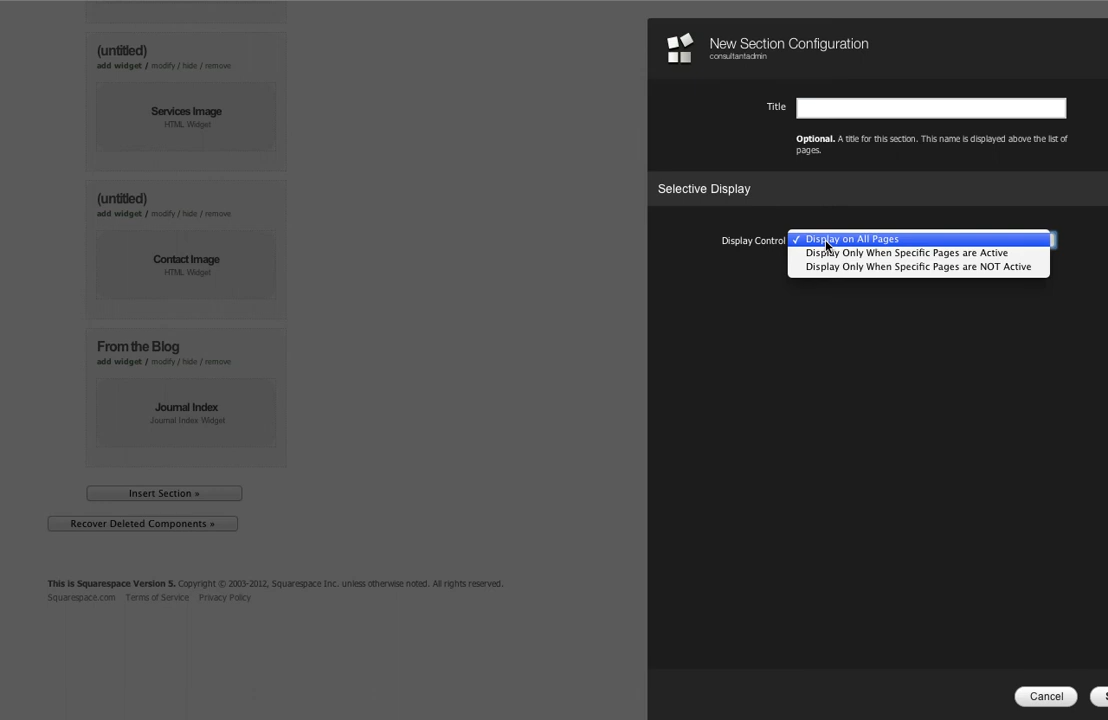 (untitled)
add widget / modify / hide / remove
Services Image
HTML Widget
(untitled)
add widget / modify / hide / remove
Contact Image
HTML Widget
From the Blog
add widget / modify / hide / remove
Journal Index
Journal Index Widget
Insert Section »
Recover Deleted Components »
This is Squarespace Version 5. Copyright © 2003-2012, Squarespace Inc. unless otherwise noted. All rights reserved.
Squarespace.com Terms of Service Privacy Policy
New Section Configuration
consultantadmin
Title
Optional. A title for this section. This name is displayed above the list of
pages.
Selective Display
Display Control
✓ Display on All Pages
Display Only When Specific Pages are Active
Display Only When Specific Pages are NOT Active
Cancel